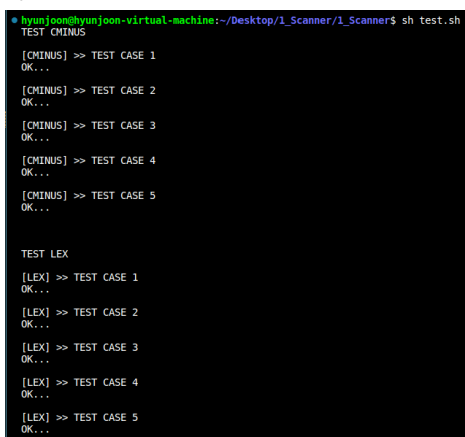 hyunjoon@hyunjoon-virtual-machine:~/Desktop/1_Scanner/1_Scanner$ sh test.sh
TEST CMINUS
[CMINUS] >> TEST CASE 1
OK...
[CMINUS] >> TEST CASE 2
OK...
[CMINUS] >> TEST CASE 3
OK...
[CMINUS] >> TEST CASE 4
OK...
[CMINUS] >> TEST CASE 5
OK...
TEST LEX
[LEX] >> TEST CASE 1
OK...
[LEX] >> TEST CASE 2
OK...
[LEX] >> TEST CASE 3
OK...
[LEX] >> TEST CASE 4
OK...
[LEX] >> TEST CASE 5
OK...